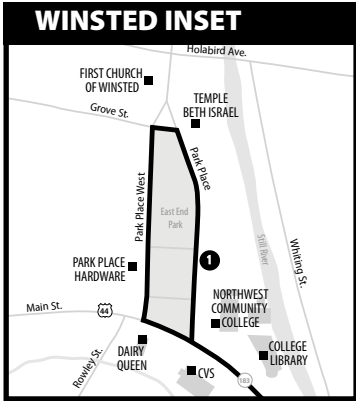 WINSTED INSET
Holabird Ave.
FIRST CHURCH
OF WINSTED
Grove St.
TEMPLE
BETH ISRAEL
Park Place
Park Place West
East End
Park
1
Still River
Whiting St.
PARK PLACE
HARDWARE
Main St.
44
NORTHWEST
COMMUNITY
COLLEGE
Rowley St.
DAIRY
QUEEN
CVS
COLLEGE
LIBRARY
183